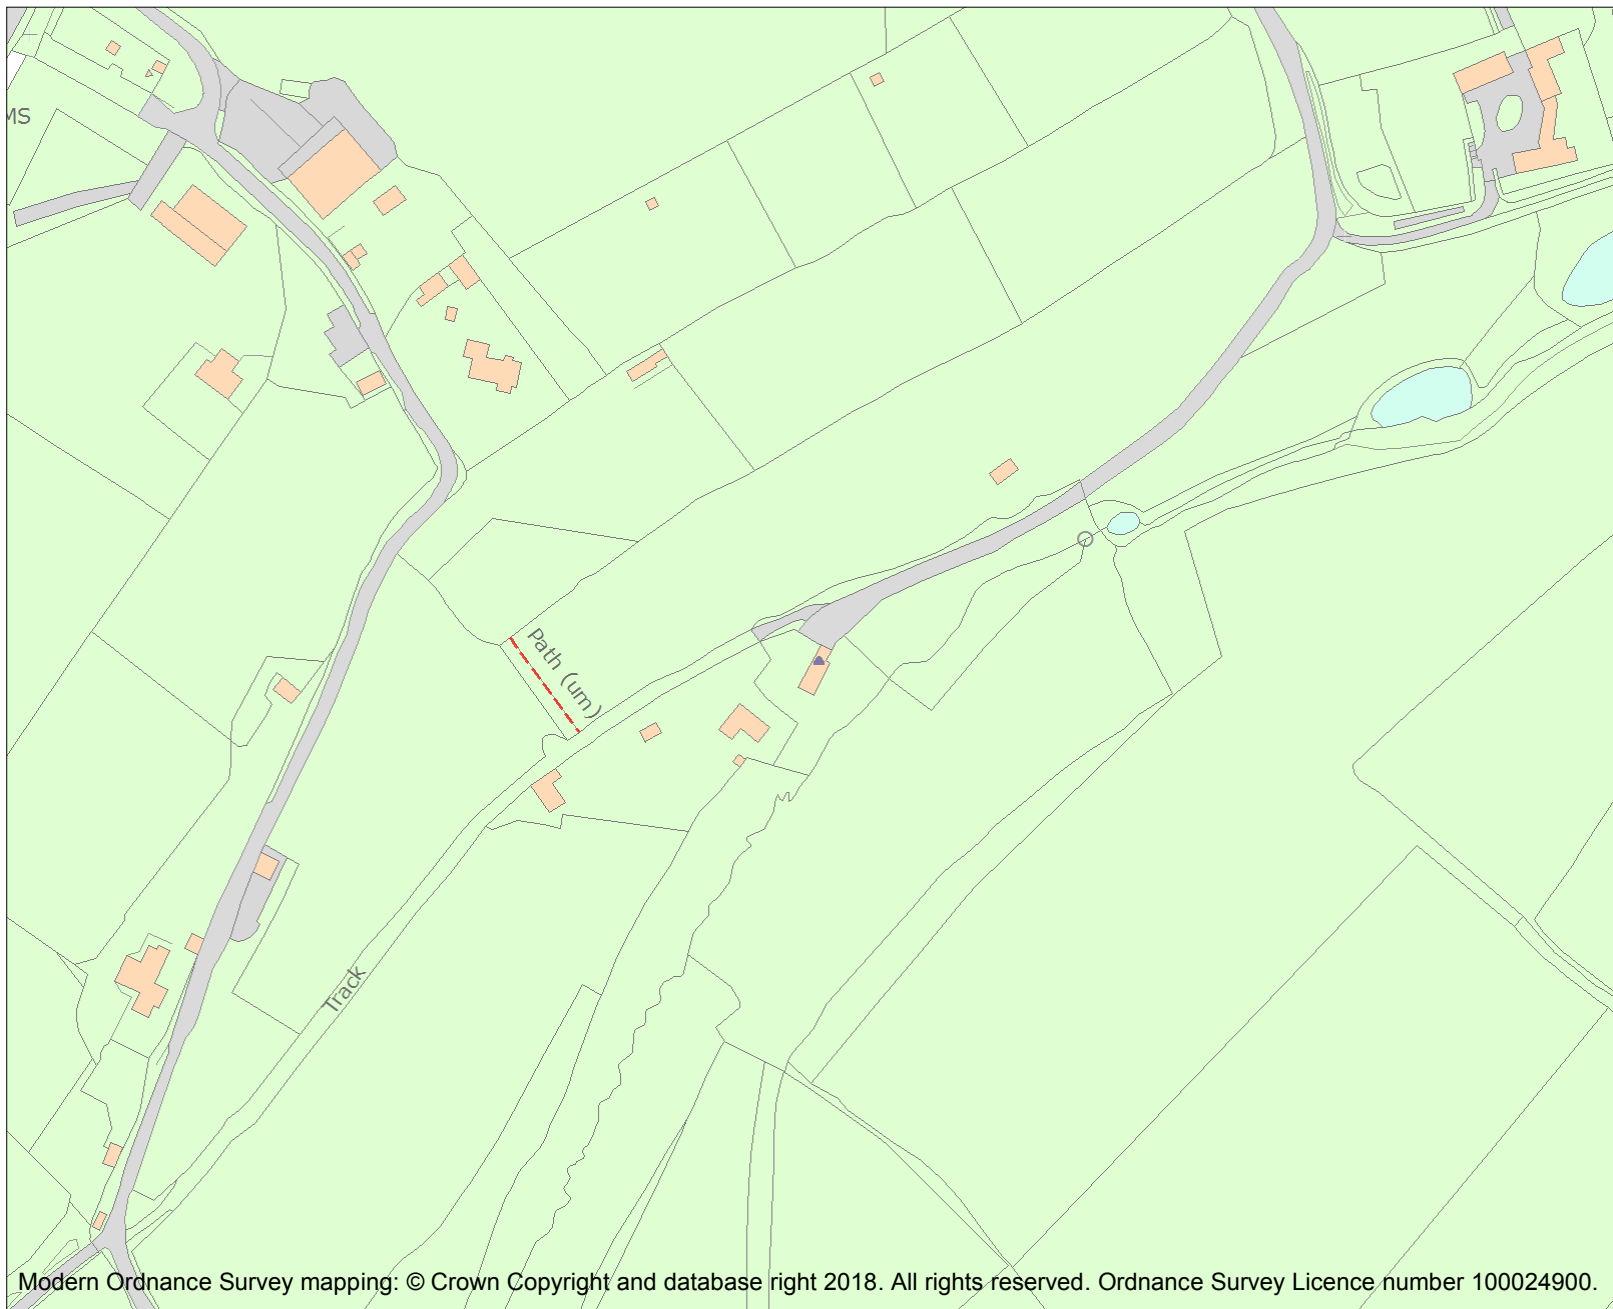 MS
Path (um)
Track
Modern Ordnance Survey mapping: © Crown Copyright and database right 2018. All rights reserved. Ordnance Survey Licence number 100024900.